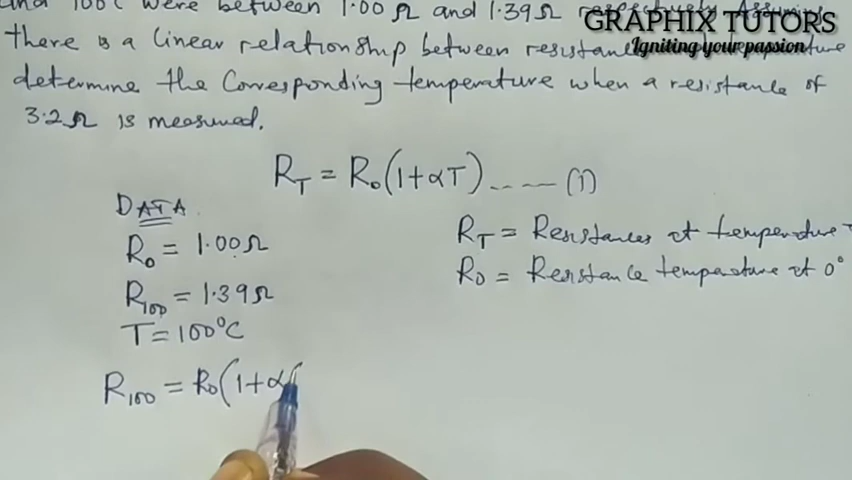 100°C were between 1.00Ω and 1.39Ω
GRAPHIX TUTORS
there is a linear relationship between resistance
Igniting your passion
determine the corresponding temperature when a resistance of
3.2Ω is measured.
R_T = R_0(1+αT)------(1)
DATA
R_0 = 1.00Ω
R_T = Resistances at temperature
R_0 = Resistance temperature at 0°
R_100 = 1.39Ω
T = 100°C
R_100 = R_0(1+α(